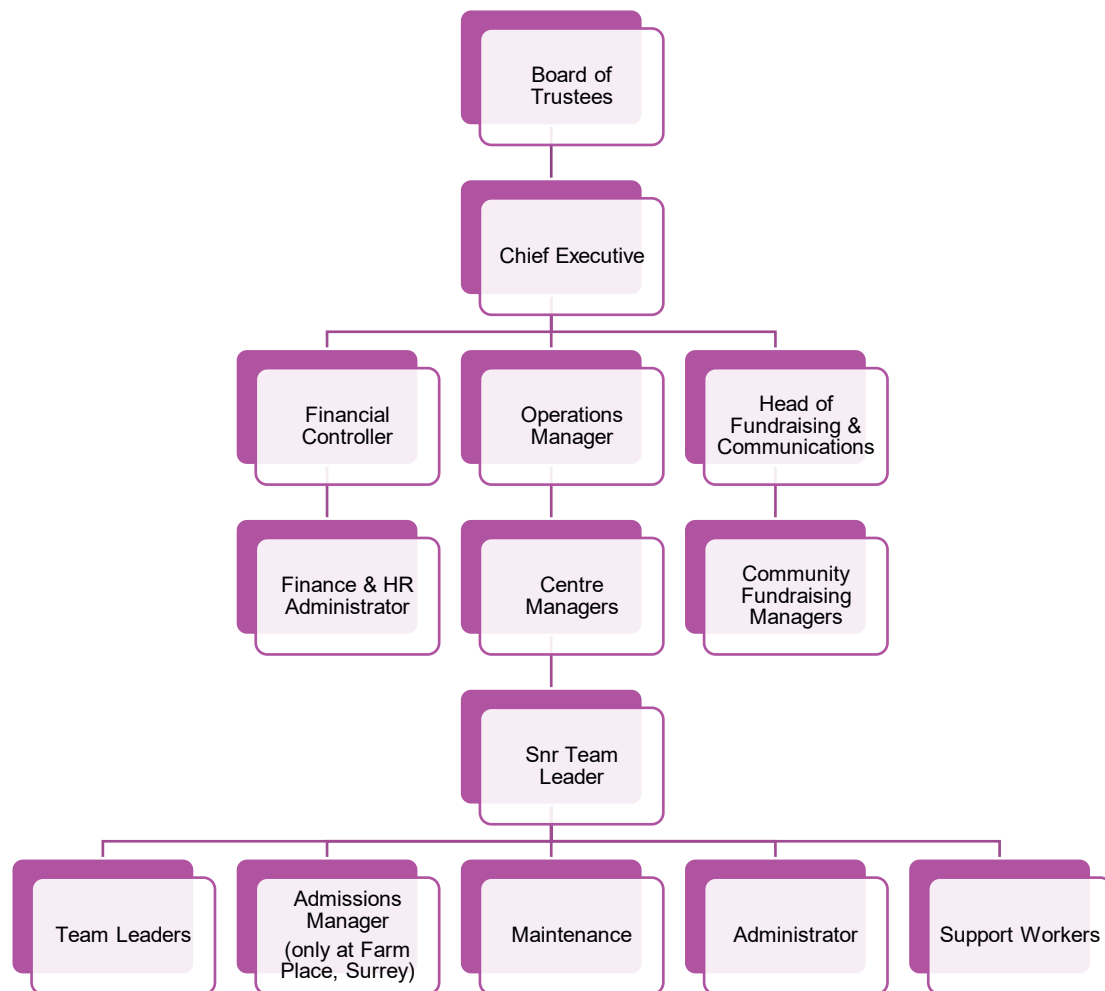 Board of
Trustees
Chief Executive
Financial
Controller
Operations
Manager
Head of
Fundraising &
Communications
Finance & HR
Administrator
Centre
Managers
Community
Fundraising
Managers
Snr Team
Leader
Team Leaders
Admissions
Manager
(only at Farm
Place, Surrey)
Maintenance
Administrator
Support Workers